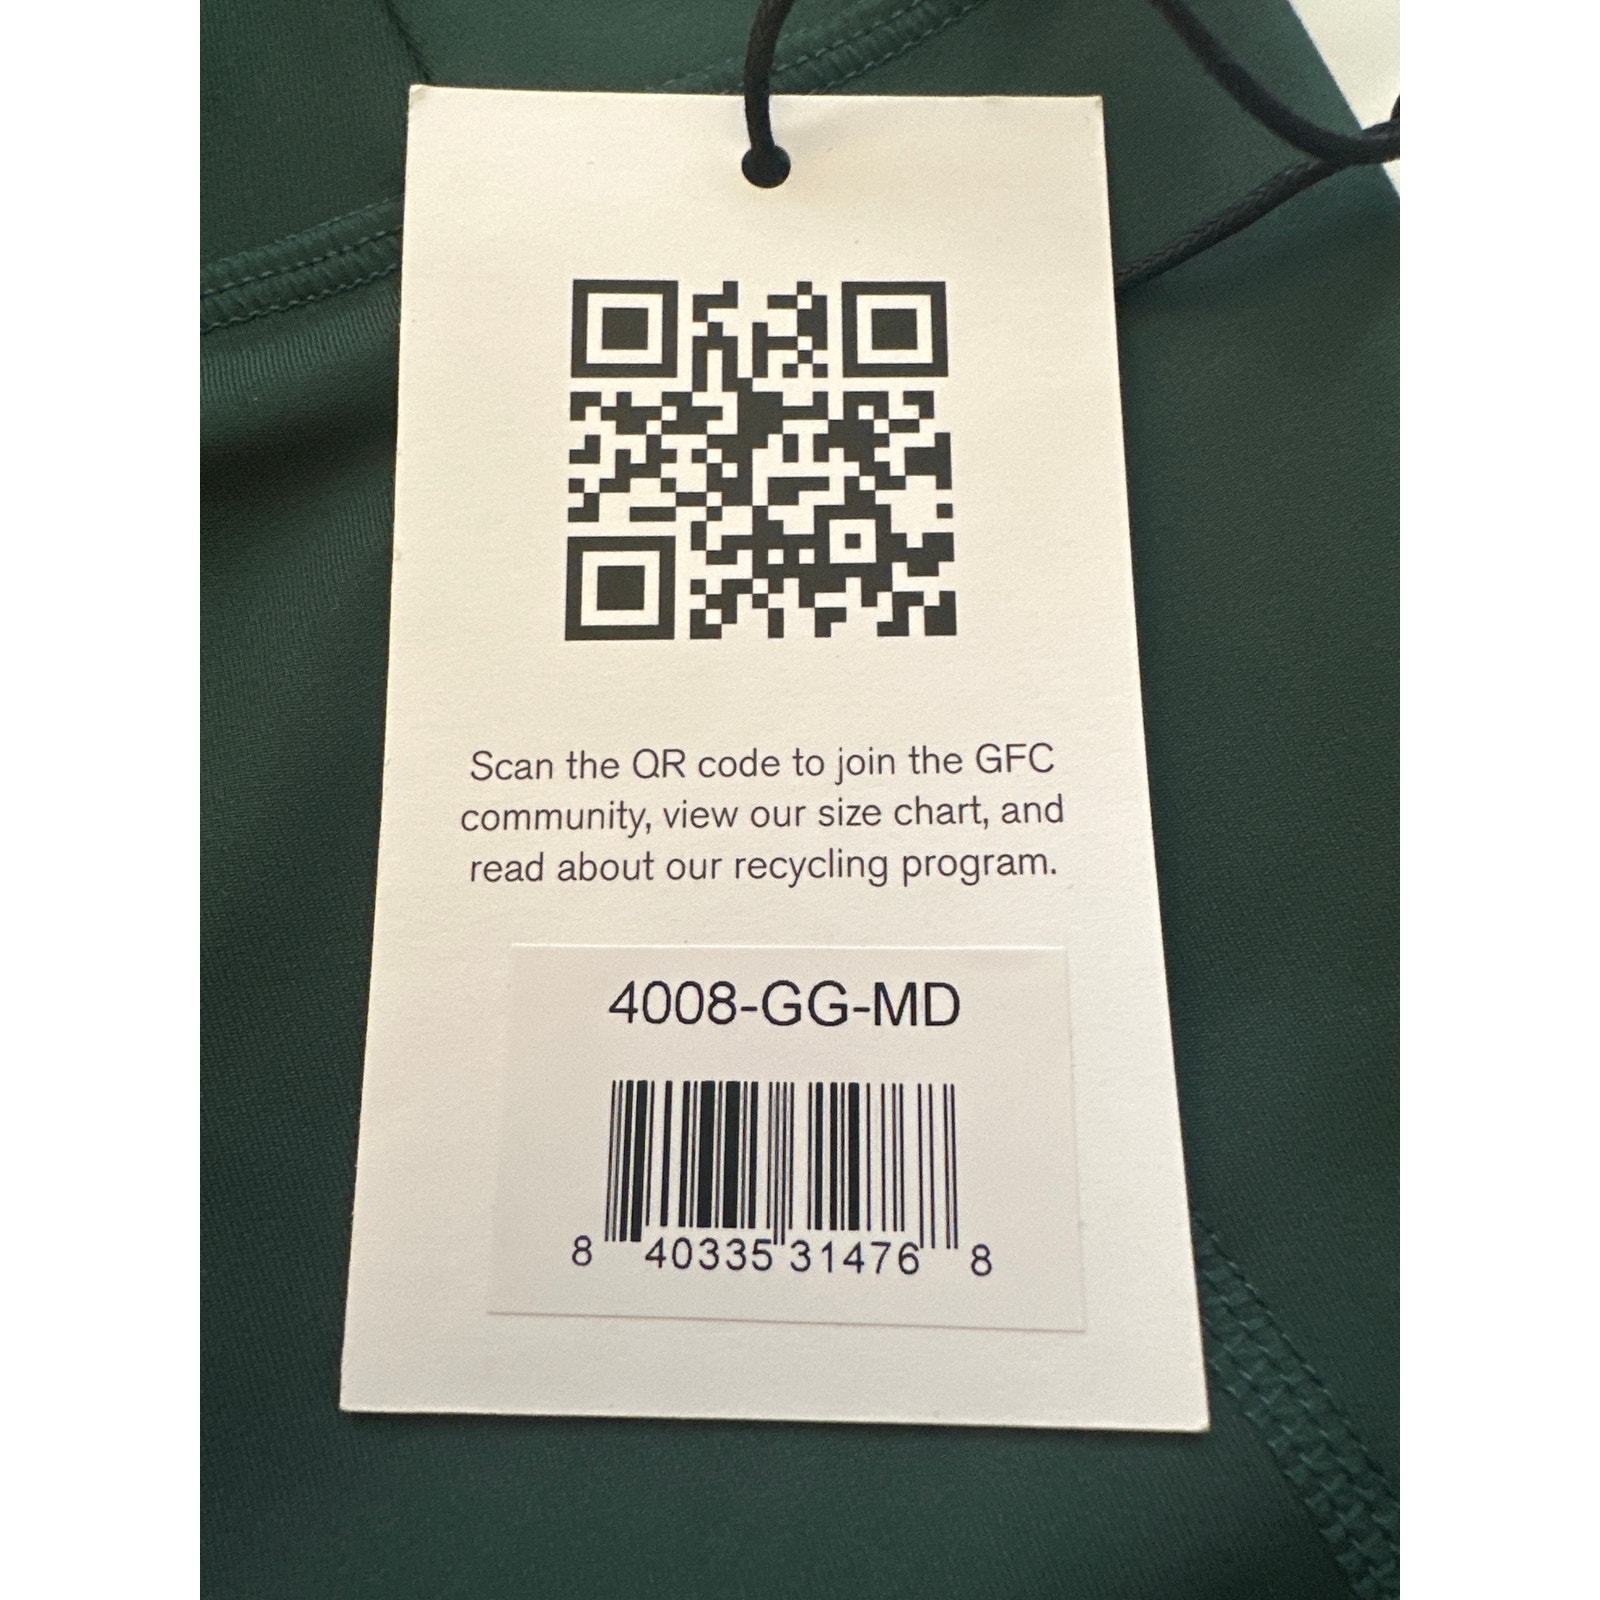 Scan the QR code to join the GFC
community, view our size chart, and
read about our recycling program.
4008-GG-MD
8 40335 31476 8